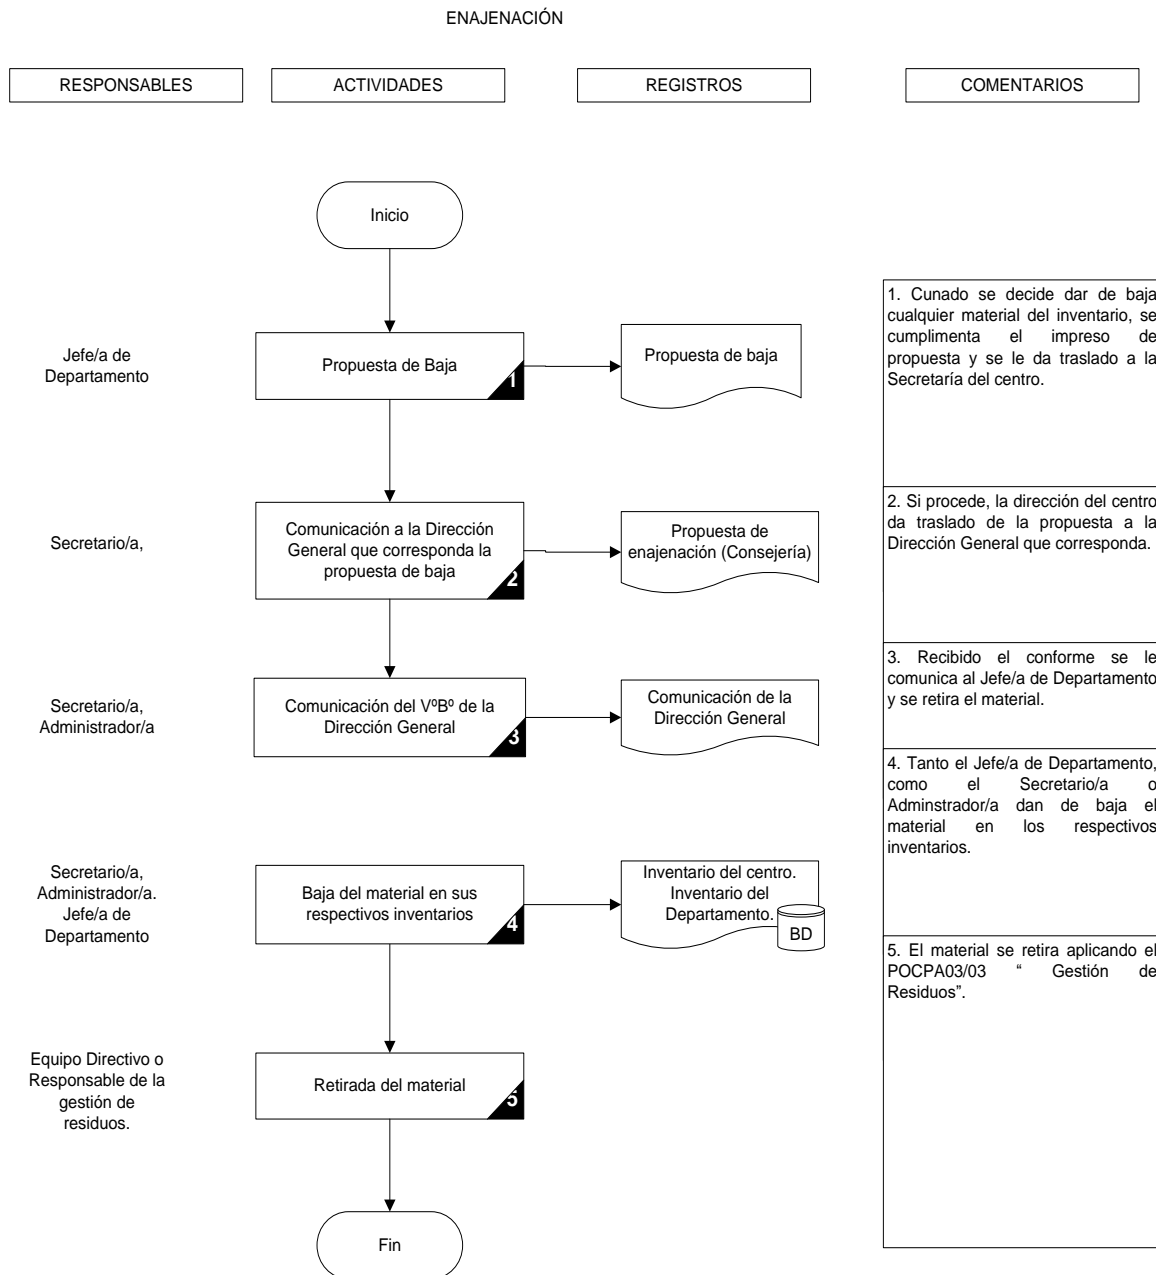 ENAJENACIÓN
RESPONSABLES
ACTIVIDADES
REGISTROS
COMENTARIOS
Inicio
Jefe/a de
Departamento
Propuesta de Baja
1
Propuesta de baja
1. Cunado se decide dar de baja
cualquier material del inventario, se
cumplimenta el impreso de
propuesta y se le da traslado a la
Secretaría del centro.
Secretario/a,
Comunicación a la Dirección
General que corresponda la
propuesta de baja
2
Propuesta de
enajenación (Consejería)
2. Si procede, la dirección del centro
da traslado de la propuesta a la
Dirección General que corresponda.
Secretario/a,
Administrador/a
Comunicación del VºBº de la
Dirección General
3
Comunicación de la
Dirección General
3. Recibido el conforme se le
comunica al Jefe/a de Departamento
y se retira el material.
Secretario/a,
Administrador/a.
Jefe/a de
Departamento
Baja del material en sus
respectivos inventarios
4
Inventario del centro.
Inventario del
Departamento.
BD
4. Tanto el Jefe/a de Departamento,
como el Secretario/a o
Adminstrador/a dan de baja el
material en los respectivos
inventarios.
Equipo Directivo o
Responsable de la
gestión de
residuos.
Retirada del material
5
5. El material se retira aplicando el
POCPA03/03 “ Gestión de
Residuos”.
Fin